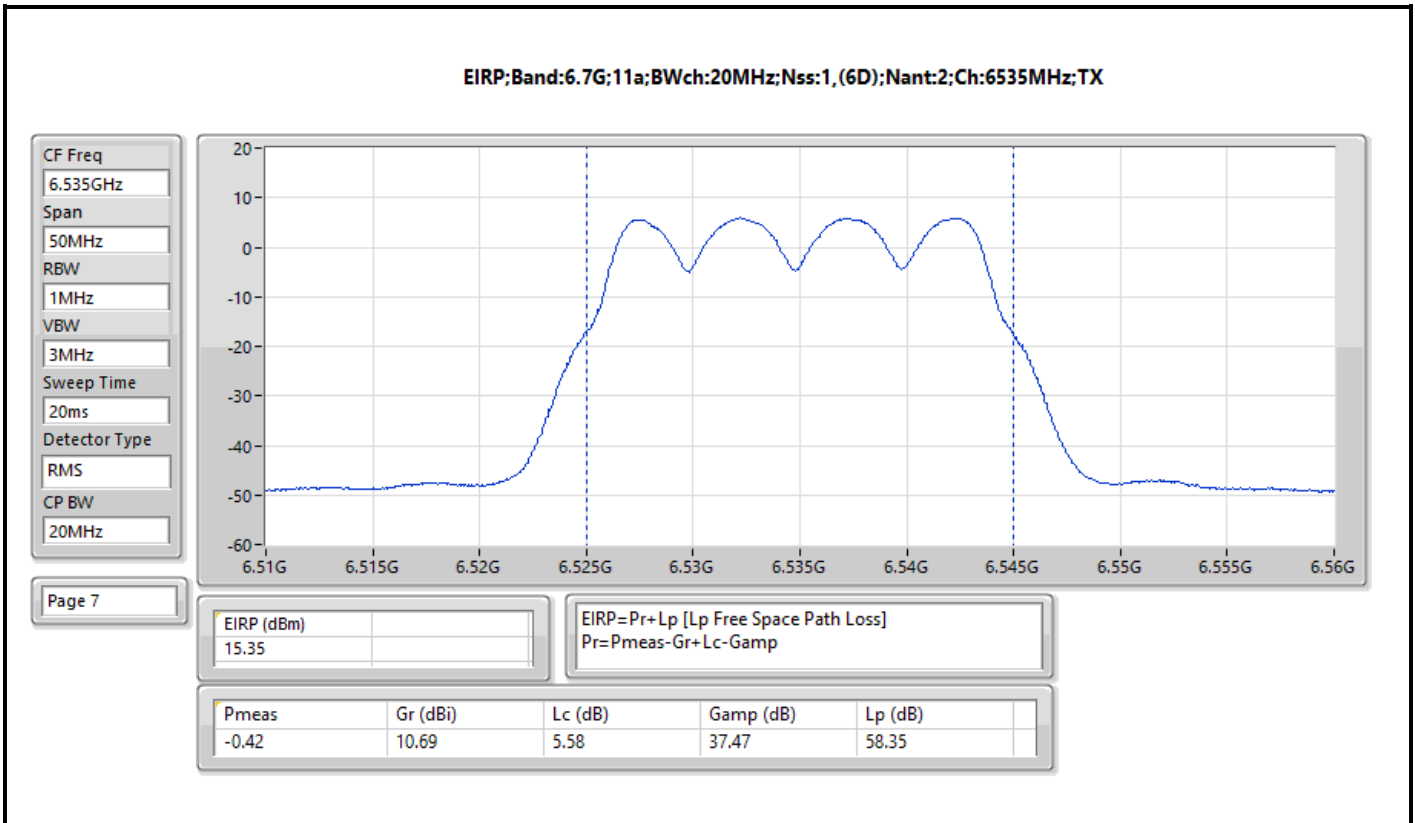 EIRP;Band:6.7G;11a;BWch:20MHz;Nss:1,(6D);Nant:2;Ch:6535MHz;TX
CF Freq
6.535GHz
Span
50MHz
RBW
1MHz
VBW
3MHz
Sweep Time
20ms
Detector Type
RMS
CP BW
20MHz
Page 7
20
10
0
-10
-20
-30
-40
-50
-60
6.51G 6.515G 6.52G 6.525G 6.53G 6.535G 6.54G 6.545G 6.55G 6.555G 6.56G
EIRP (dBm)
15.35
EIRP=Pr+Lp [Lp Free Space Path Loss]
Pr=Pmeas-Gr+Lc-Gamp
Pmeas Gr (dBi) Lc (dB) Gamp (dB) Lp (dB)
-0.42 10.69 5.58 37.47 58.35